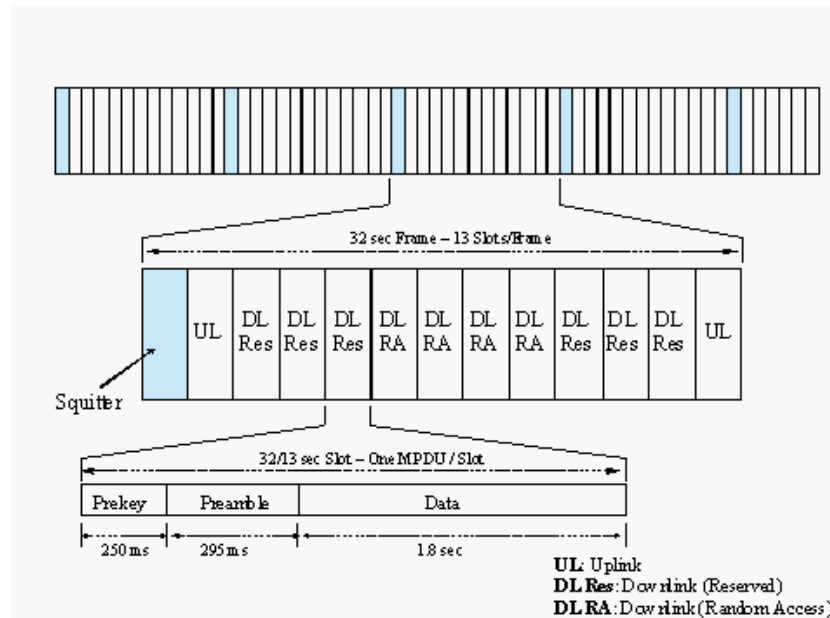 32 sec Frame – 13 Slots/Frame
UL
DL Res
DL Res
DL Res
DL RA
DL RA
DL RA
DL RA
DL Res
DL Res
DL Res
UL
Squitter
32/13 sec Slot – One MPDU / Slot
Prekey Preamble Data
250 ms 295 ms 1.8 sec
UL: Uplink
DL Res: Downlink (Reserved)
DL RA: Downlink (Random Access)